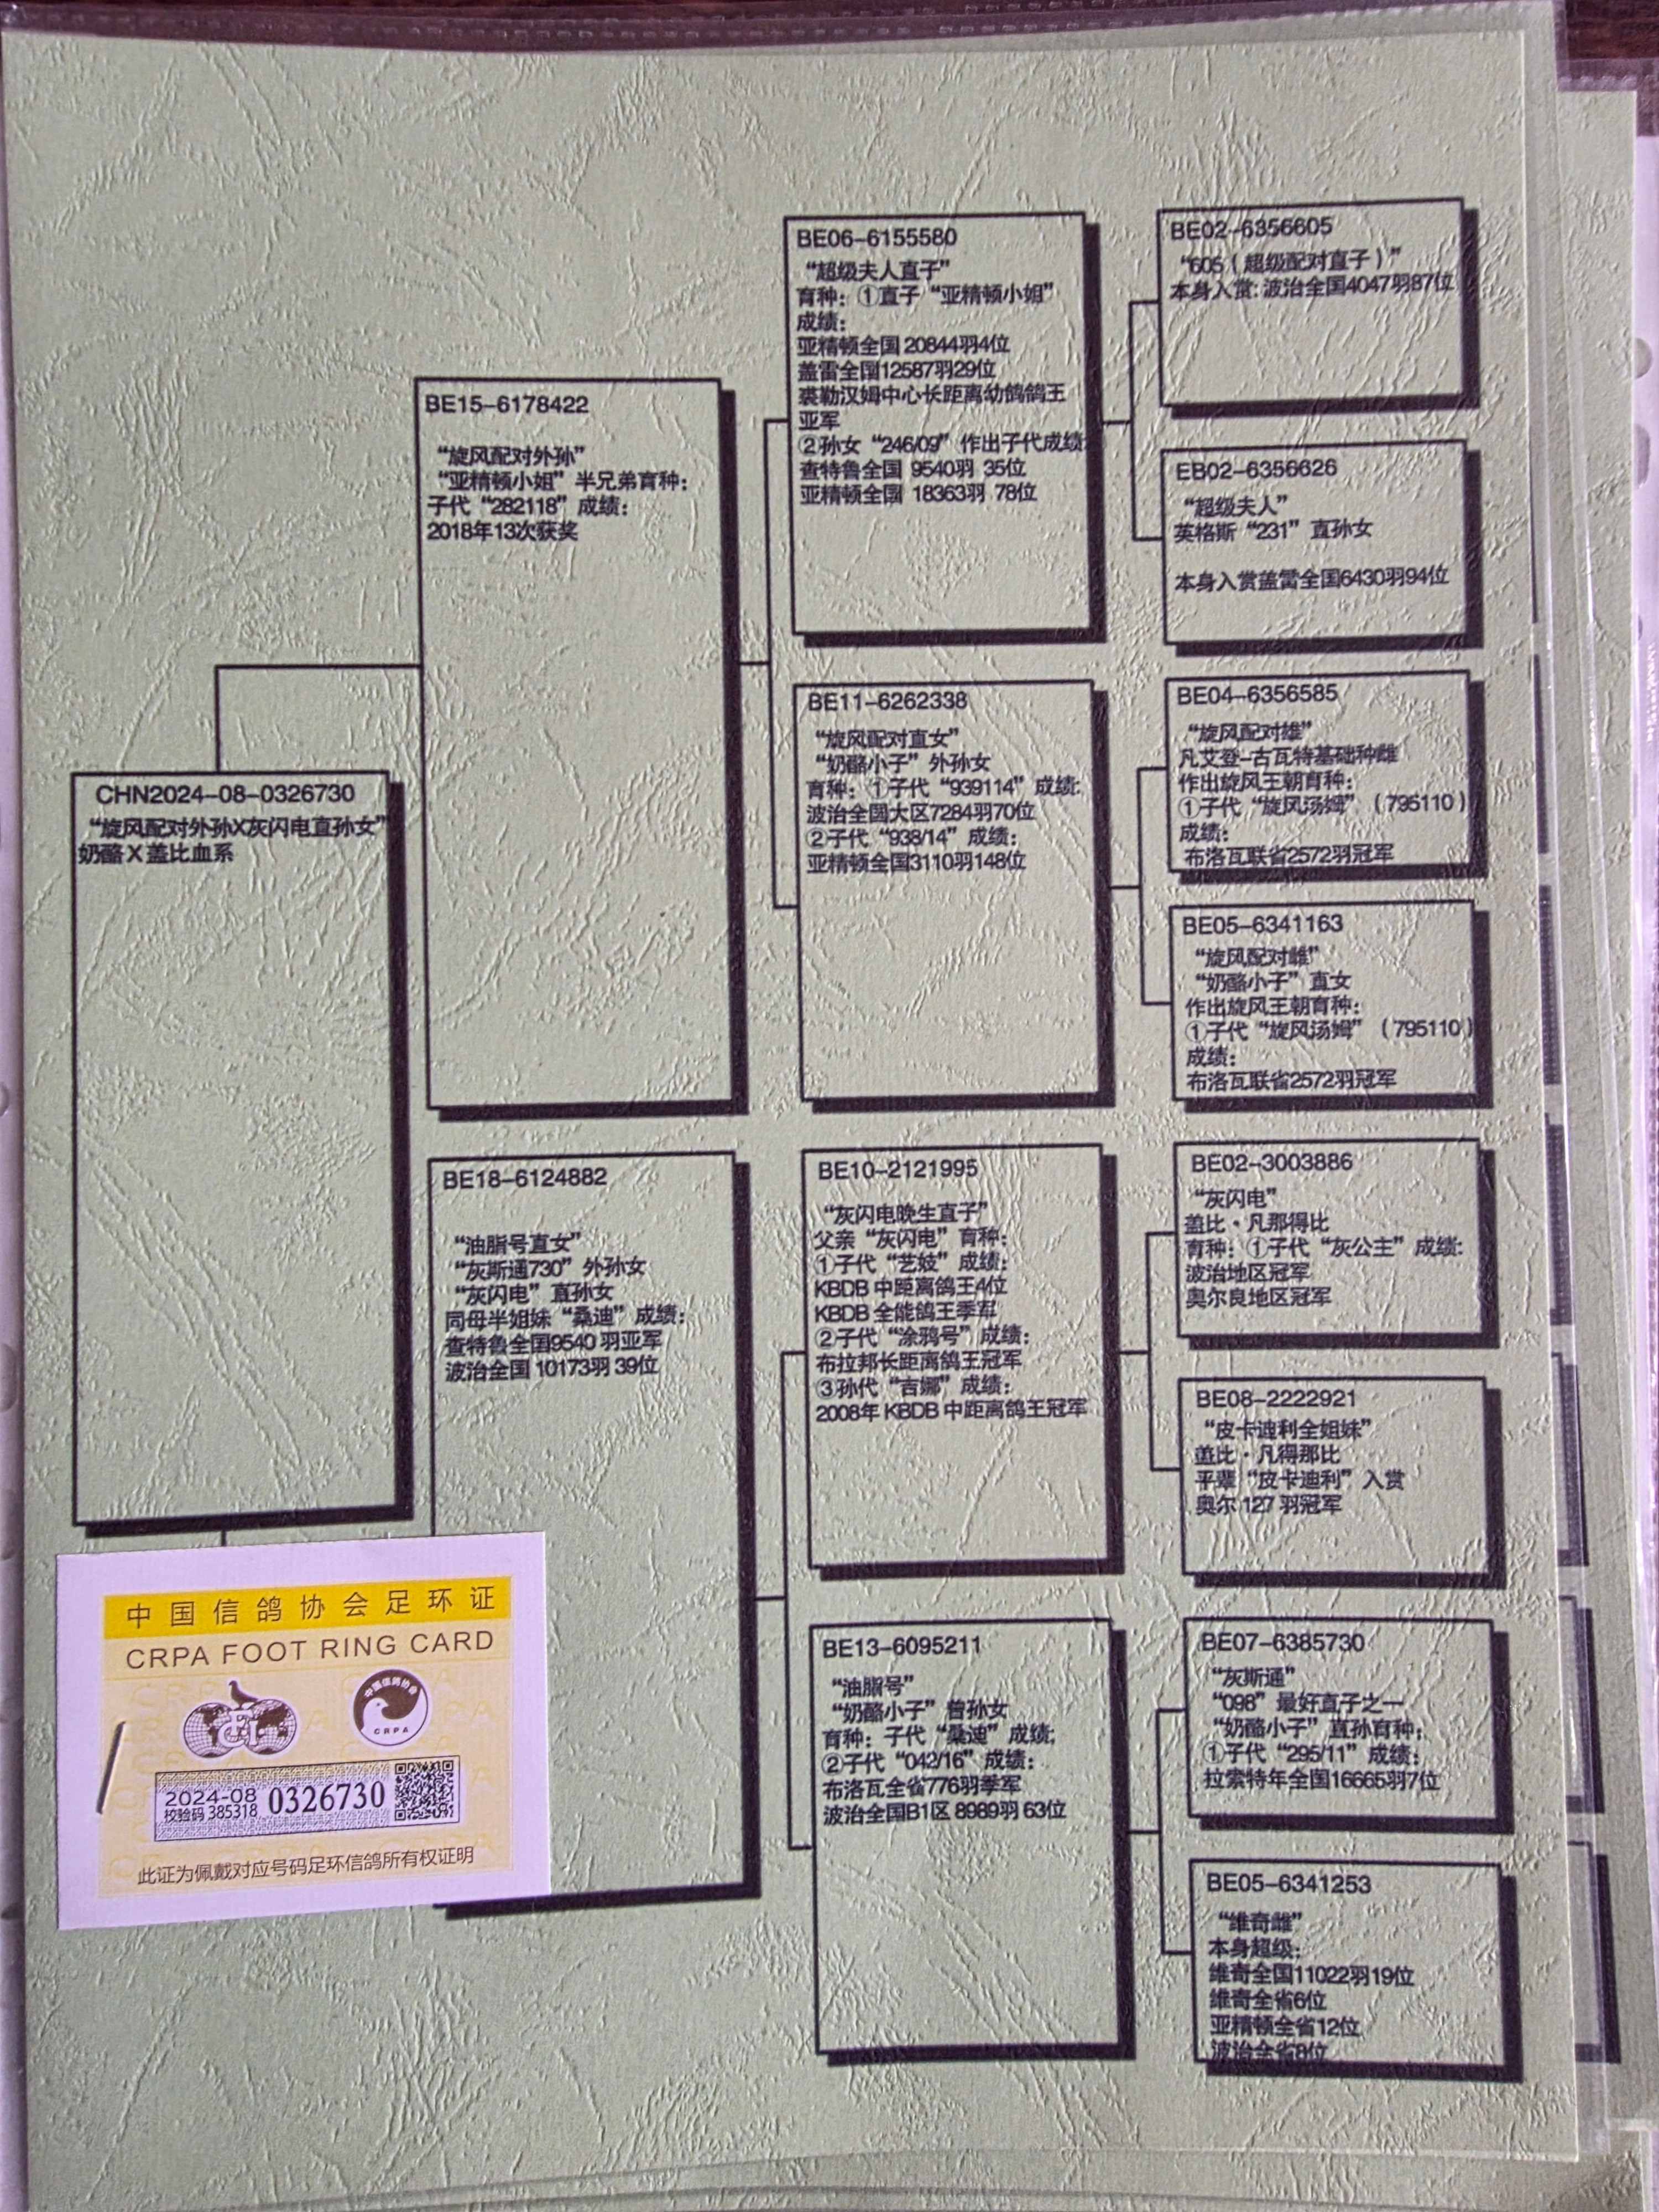 CHN2024-08-0326730
“旋风配对外孙X灰闪电直孙女”
奶酪X盖比血系
BE15-6178422
“旋风配对外孙”
“亚精顿小姐”半兄弟育种：
子代“282118”成绩：
2018年13次获奖
BE18-6124882
“油脂号直女”
“灰斯通730”外孙女
“灰闪电”直孙女
同母半姐妹“桑迪”成绩：
查特鲁全国9540羽亚军
波治全国10173羽39位
BE06-6155580
“超级夫人直子”
育种：①直子“亚精顿小姐”
成绩：
亚精顿全国20844羽4位
盖雷全国12587羽29位
裘勒汉姆中心长距离幼鸽鸽王
亚军
②孙女“246/09”作出子代成绩:
查特鲁全国 9540羽 35位
亚精顿全国 18363羽 78位
BE11-6262338
“旋风配对直女”
“奶酪小子”外孙女
育种：①子代“939114”成绩:
波治全国大区7284羽70位
②子代“938/14”成绩：
亚精顿全国3110羽148位
BE10-2121995
“灰闪电晚生直子”
父亲“灰闪电”育种：
①子代“艺妓”成绩：
KBDB 中距离鸽王4位
KBDB 全能鸽王季军
②子代“涂鸦号”成绩：
布拉邦长距离鸽王冠军
③孙代“吉娜”成绩：
2008年 KBDB 中距离鸽王冠军
BE13-6095211
“油脂号”
“奶酪小子”曾孙女
育种：子代“桑迪”成绩;
②子代“042/16”成绩：
布洛瓦全省776羽季军
波治全国B1区 8989羽 63位
BE02-6356605
“605（超级配对直子）”
本身入赏: 波治全国4047羽87位
EB02-6356626
“超级夫人”
英格斯“231”直孙女
本身入赏盖雷全国6430羽94位
BE04-6356585
“旋风配对雄”
凡艾登-古瓦特基础种雌
作出旋风王朝育种：
①子代“旋风汤姆”（795110）
成绩：
布洛瓦联省2572羽冠军
BE05-6341163
“旋风配对雌”
“奶酪小子”直女
作出旋风王朝育种：
①子代“旋风汤姆”（795110）
成绩：
布洛瓦联省2572羽冠军
BE02-3003886
“灰闪电”
盖比·凡那得比
育种：①子代“灰公主”成绩:
波治地区冠军
奥尔良地区冠军
BE08-2222921
“皮卡迪利全姐妹”
盖比·凡得那比
平辈“皮卡迪利”入赏
奥尔127 羽冠军
BE07-6385730
“灰斯通”
“098”最好直子之一
“奶酪小子”直孙育种；
①子代“295/11”成绩：
拉索特年全国16665羽7位
BE05-6341253
“维奇雌”
本身超级：
维奇全国11022羽19位
维奇全省6位
亚精顿全省12位
波治全省8位
中国信鸽协会足环证
CRPA FOOT RING CARD
中国信鸽协会
CRPA
2024-08
校验码 385318
0326730
此证为佩戴对应号码足环信鸽所有权证明